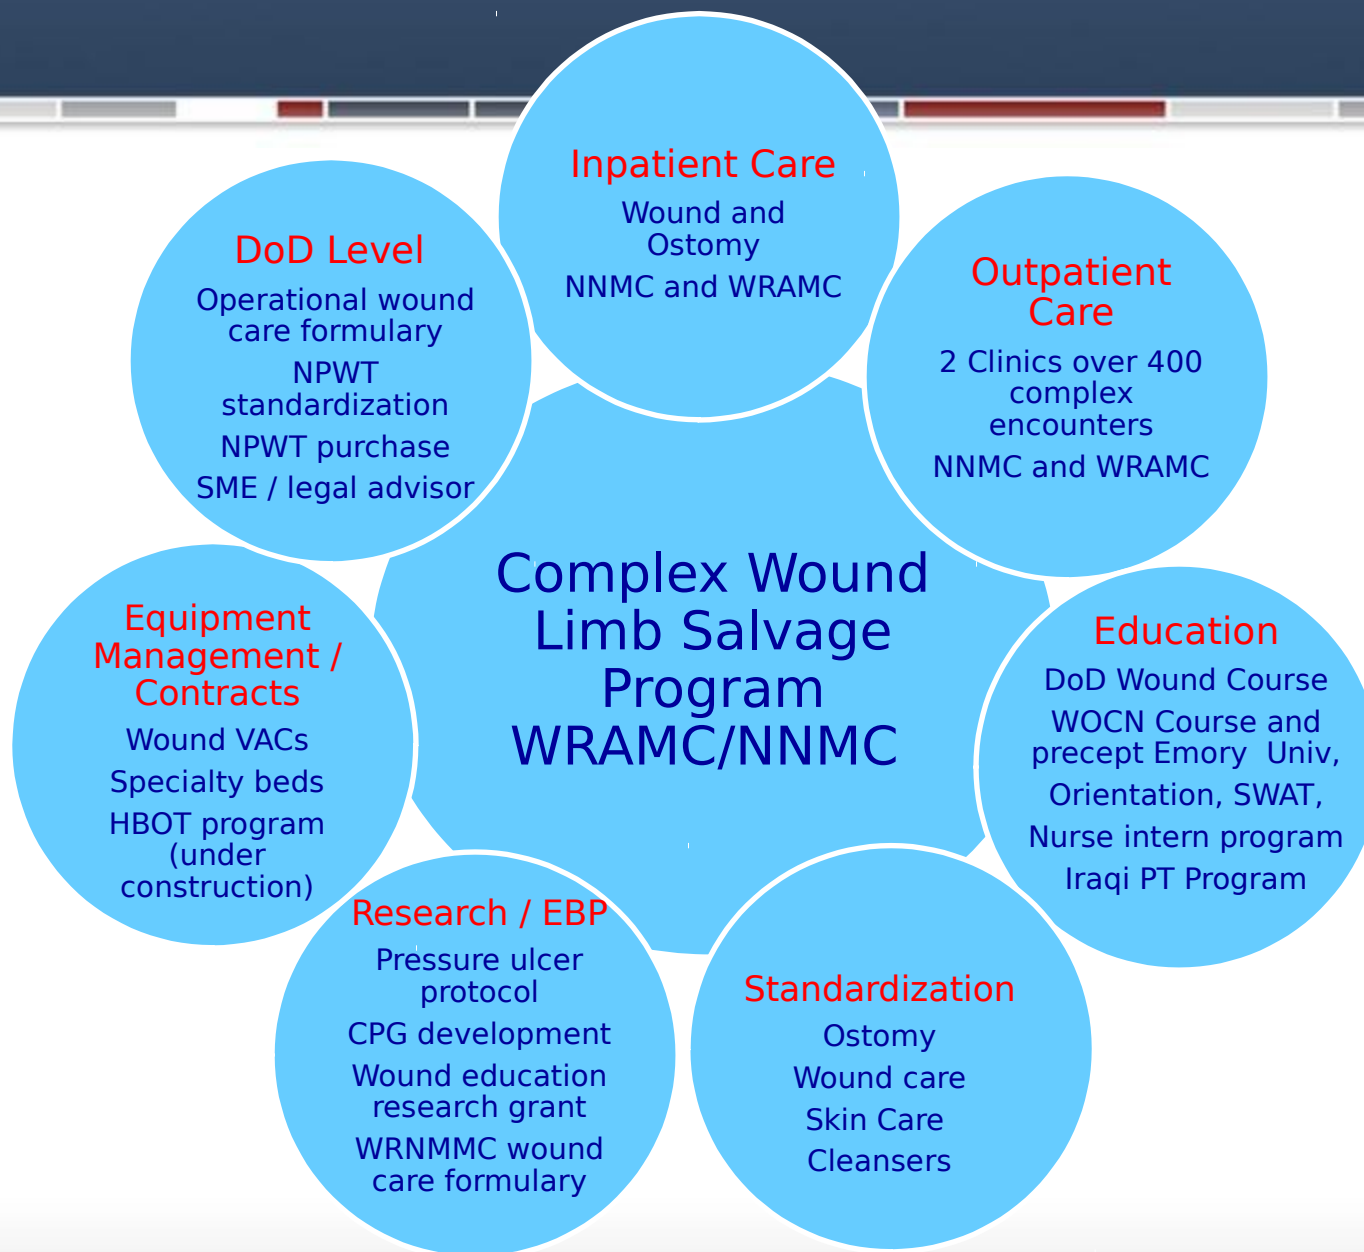 Inpatient Care
Wound and
Ostomy
NNMC and WRAMC
Outpatient
Care
2 Clinics over 400
complex
encounters
NNMC and WRAMC
Education
DoD Wound Course
WOCN Course and
precept Emory  Univ,
Orientation, SWAT,
Nurse intern program
Iraqi PT Program
Standardization
Ostomy
Wound care
Skin Care
Cleansers
Research / EBP
Pressure ulcer
protocol
CPG development
Wound education
research grant
WRNMMC wound
care formulary
Equipment
Management /
Contracts
Wound VACs
Specialty beds
HBOT program
(under
construction)
DoD Level
Operational wound
care formulary
NPWT
standardization
NPWT purchase
SME / legal advisor
Complex Wound
Limb Salvage
Program
WRAMC/NNMC